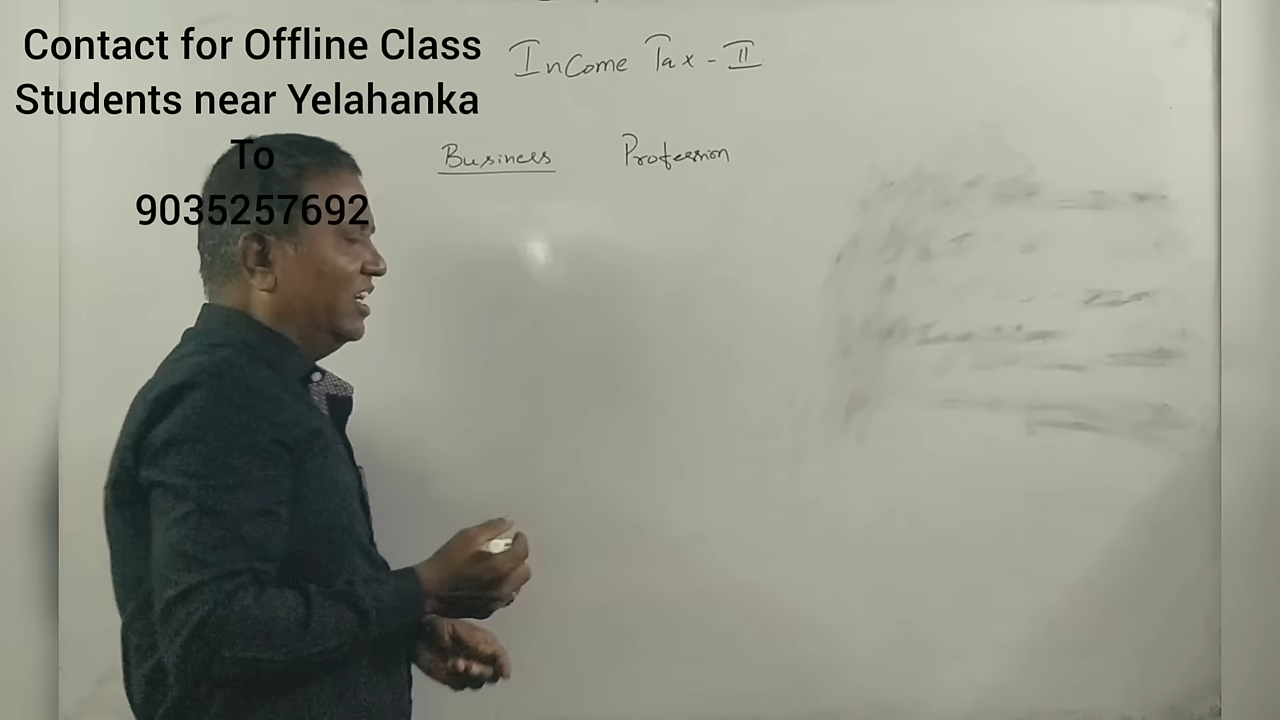 Contact for Offline Class
Students near Yelahanka
To
9035257692
Income Tax - II
Business Profession